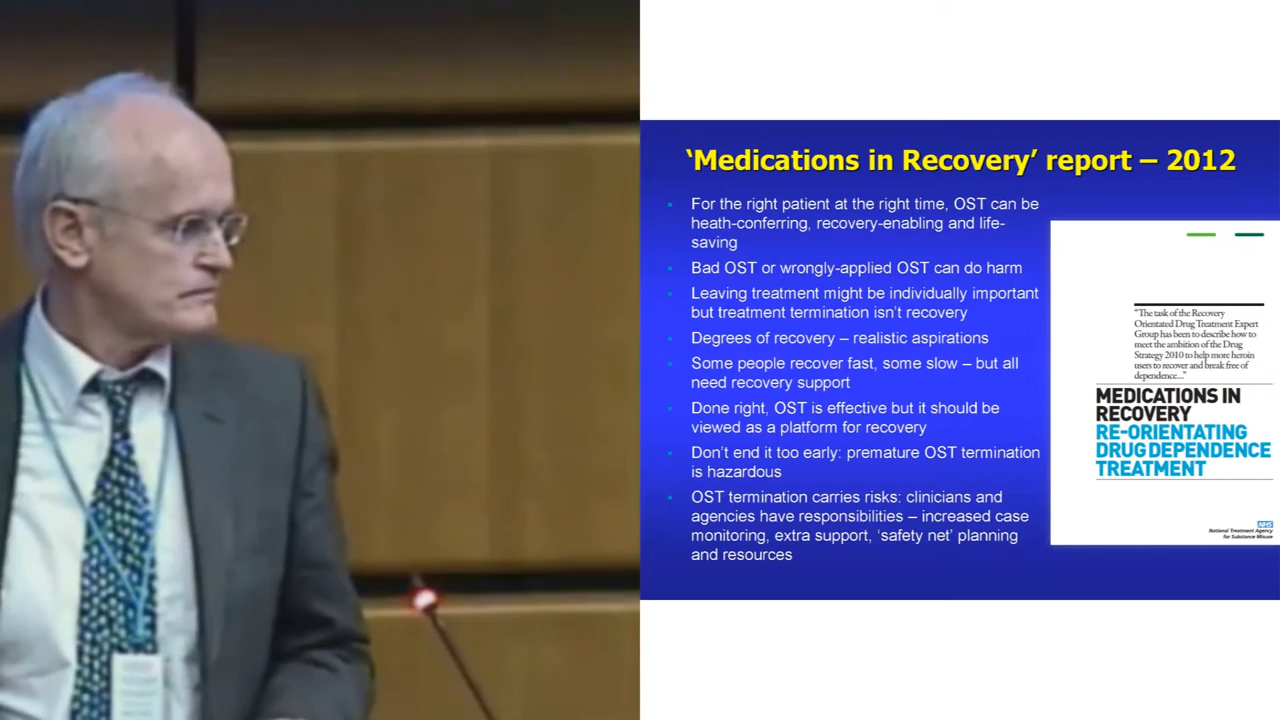 ‘Medications in Recovery’ report – 2012
For the right patient at the right time, OST can be
heath-conferring, recovery-enabling and life-
saving
Bad OST or wrongly-applied OST can do harm
Leaving treatment might be individually important
but treatment termination isn’t recovery
Degrees of recovery – realistic aspirations
Some people recover fast, some slow – but all
need recovery support
Done right, OST is effective but it should be
viewed as a platform for recovery
Don’t end it too early: premature OST termination
is hazardous
OST termination carries risks: clinicians and
agencies have responsibilities – increased case
monitoring, extra support, ‘safety net’ planning
and resources
“The task of the Recovery
Orientated Drug Treatment Expert
Group has been to describe how to
meet the ambition of the Drug
Strategy 2010 to help more heroin
users to recover and break free of
dependence...”
MEDICATIONS IN
RECOVERY
RE-ORIENTATING
DRUG DEPENDENCE
TREATMENT
NHS
National Treatment Agency
for Substance Misuse